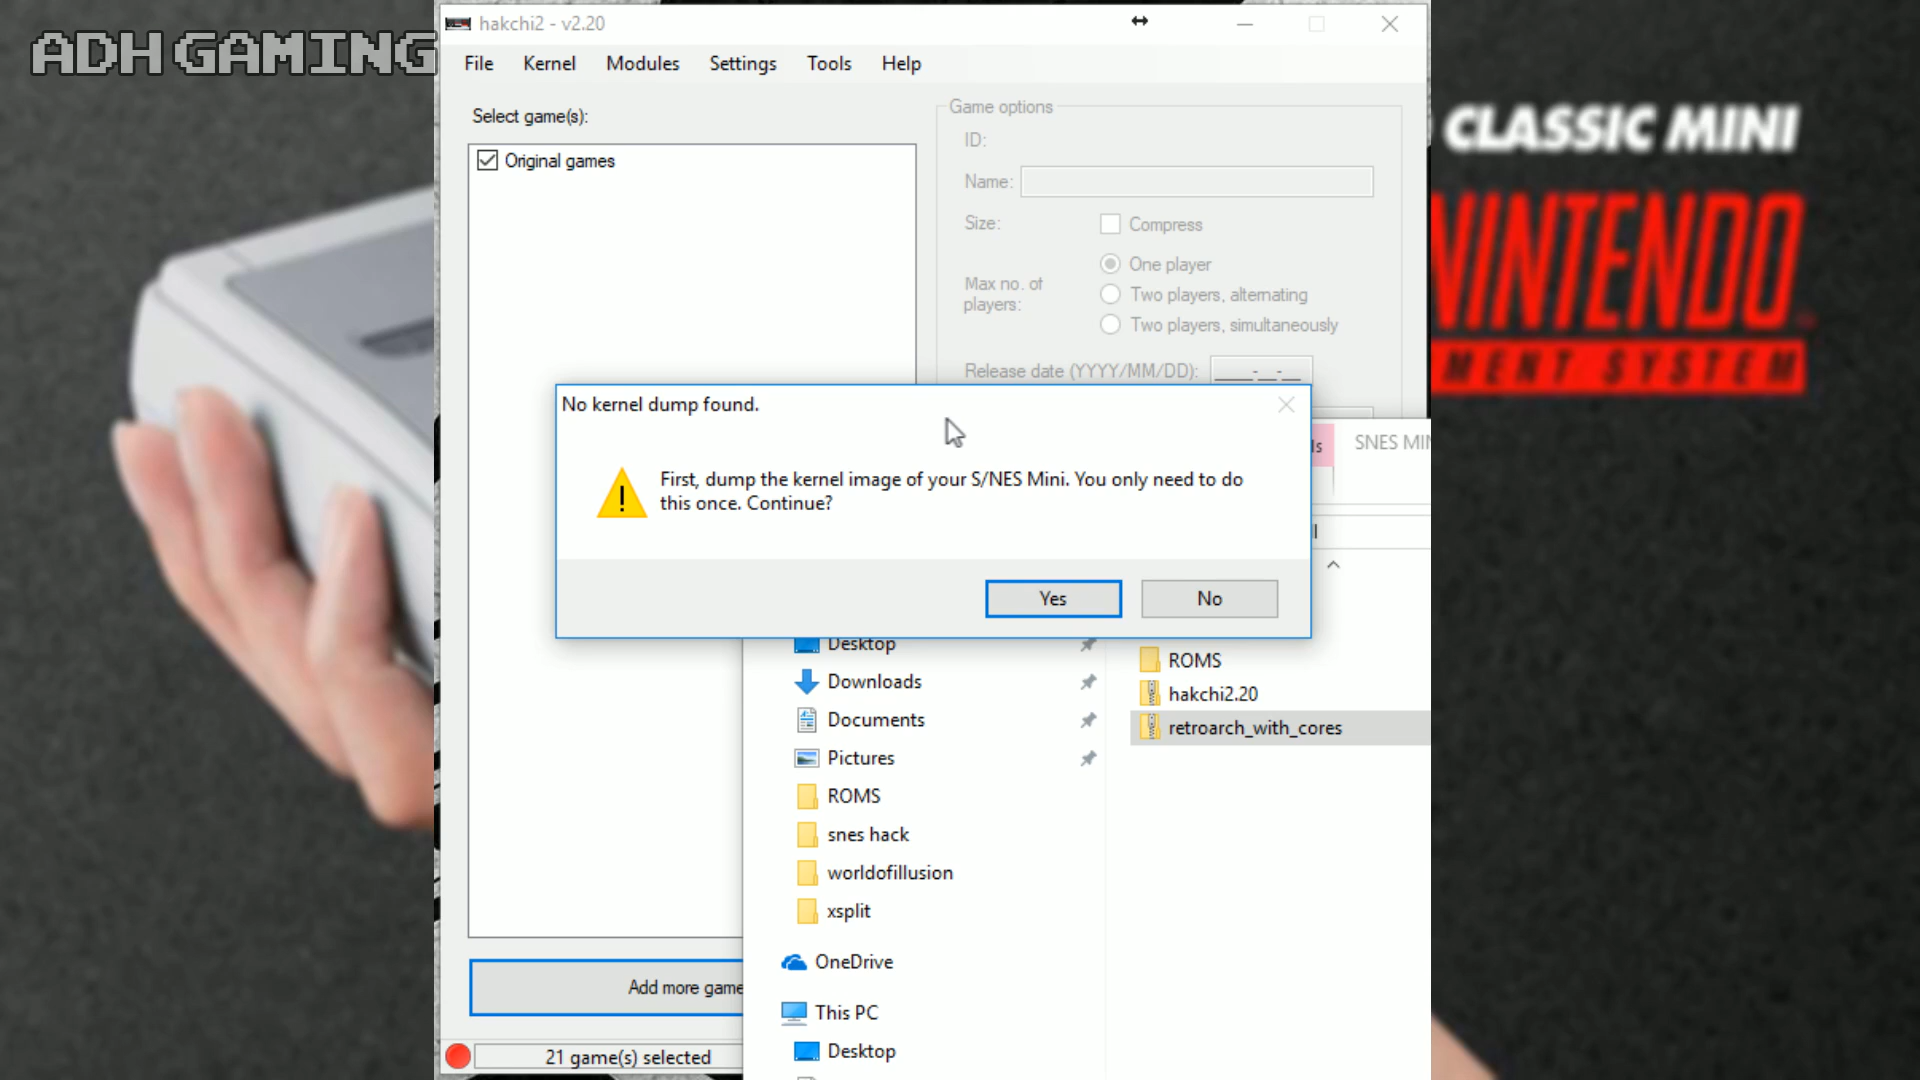 ADH GAMING
hakchi2 - v2.20
File Kernel Modules Settings Tools Help
Select game(s):
Original games
Game options
ID:
Name:
Size:
Compress
Max no. of
players:
One player
Two players, alternating
Two players, simultaneously
Release date (YYYY/MM/DD):
No kernel dump found.
First, dump the kernel image of your S/NES Mini. You only need to do
this once. Continue?
Yes No
SNES MIN
Desktop
Downloads
Documents
Pictures
ROMS
snes hack
worldofillusion
xsplit
OneDrive
This PC
Desktop
ROMS
hakchi2.20
retroarch_with_cores
Add more game
21 game(s) selected
CLASSIC MINI
NINTENDO
MENT SYSTEM